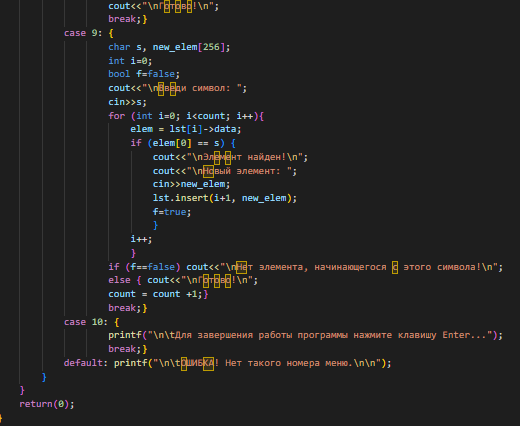 cout<<"\nГотово!\n";
break;}
case 9: {
char s, new_elem[256];
int i=0;
bool f=false;
cout<<"\nВведи символ: ";
cin>>s;
for (int i=0; i<count; i++){
elem = lst[i]->data;
if (elem[0] == s) {
cout<<"\nЭлемент найден!\n";
cout<<"\nНовый элемент: ";
cin>>new_elem;
lst.insert(i+1, new_elem);
f=true;
}
i++;
}
if (f==false) cout<<"\nНет элемента, начинающегося с этого символа!\n";
else { cout<<"\nГотово!\n";
count = count +1;}
break;}
case 10: {
printf("\n\tДля завершения работы программы нажмите клавишу Enter...");
break;}
default: printf("\n\tОШИБКА! Нет такого номера меню.\n\n");
}
}
return(0);
}